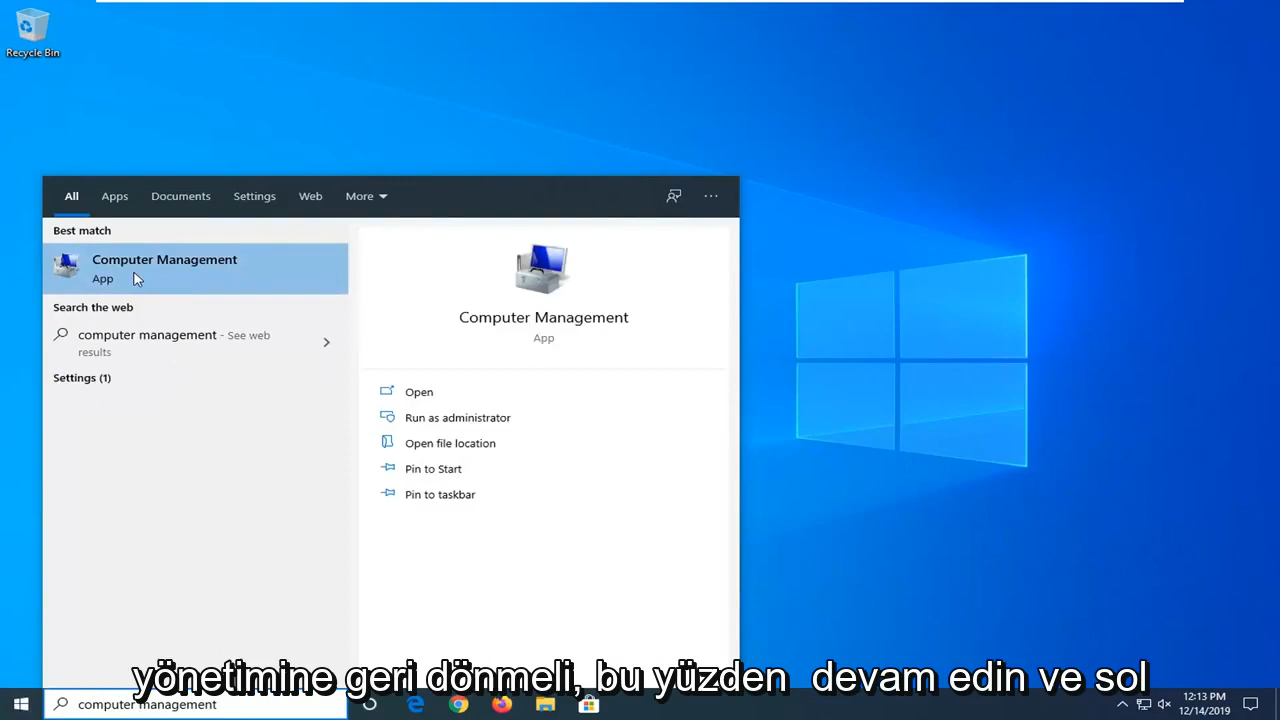 Recycle Bin
All Apps Documents Settings Web More
Best match
Computer Management
App
Search the web
computer management - See web
results
Settings (1)
Computer Management
App
Open
Run as administrator
Open file location
Pin to Start
Pin to taskbar
yönetimine geri dönmeli, bu yüzden devam edin ve sol
computer management
12:13 PM
12/14/2019